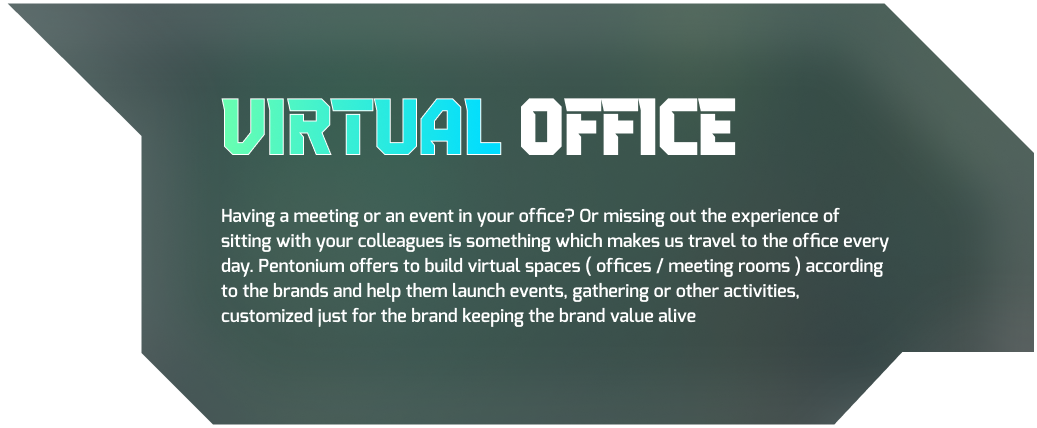 VIRTUAL OFFICE
Having a meeting or an event in your office? Or missing out the experience of
sitting with your colleagues is something which makes us travel to the office every
day. Pentonium offers to build virtual spaces ( offices / meeting rooms ) according
to the brands and help them launch events, gathering or other activities,
customized just for the brand keeping the brand value alive